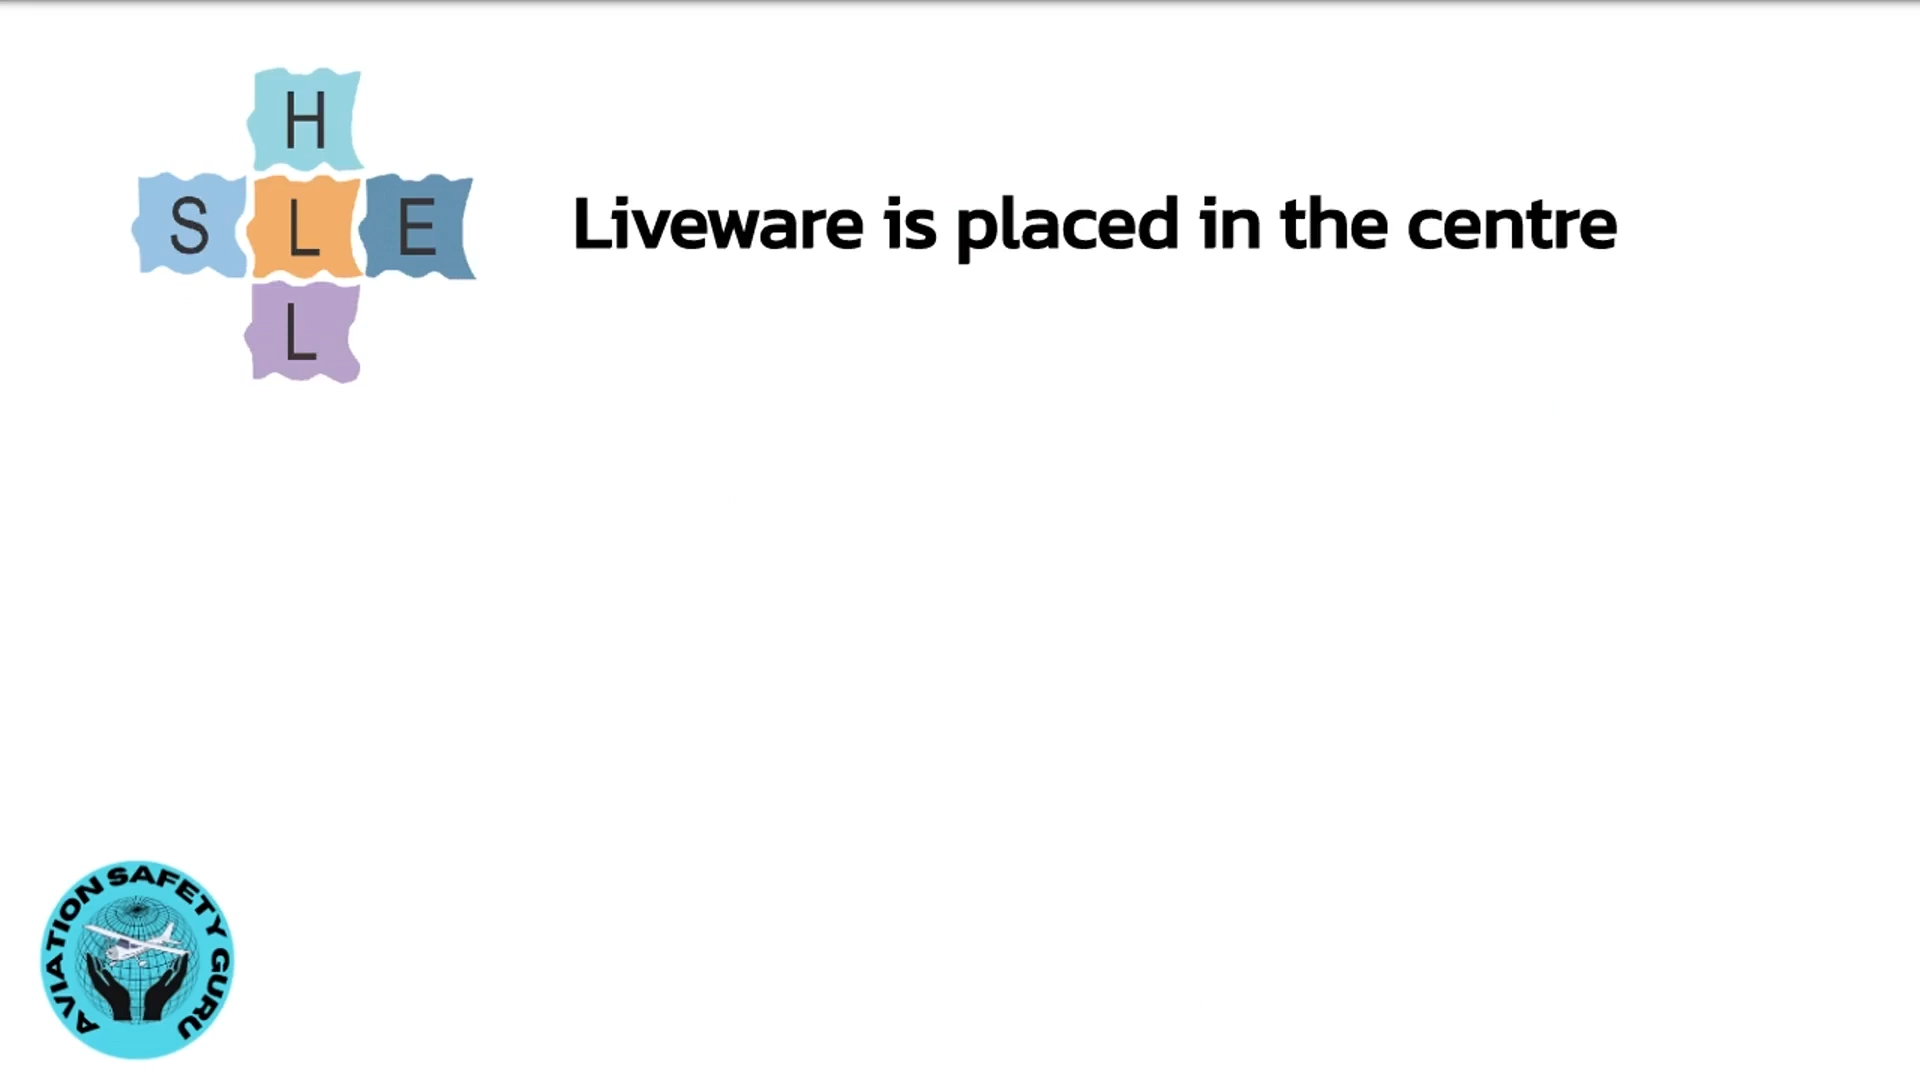 H
S L E
L
Liveware is placed in the centre
AVIATION SAFETY GURU